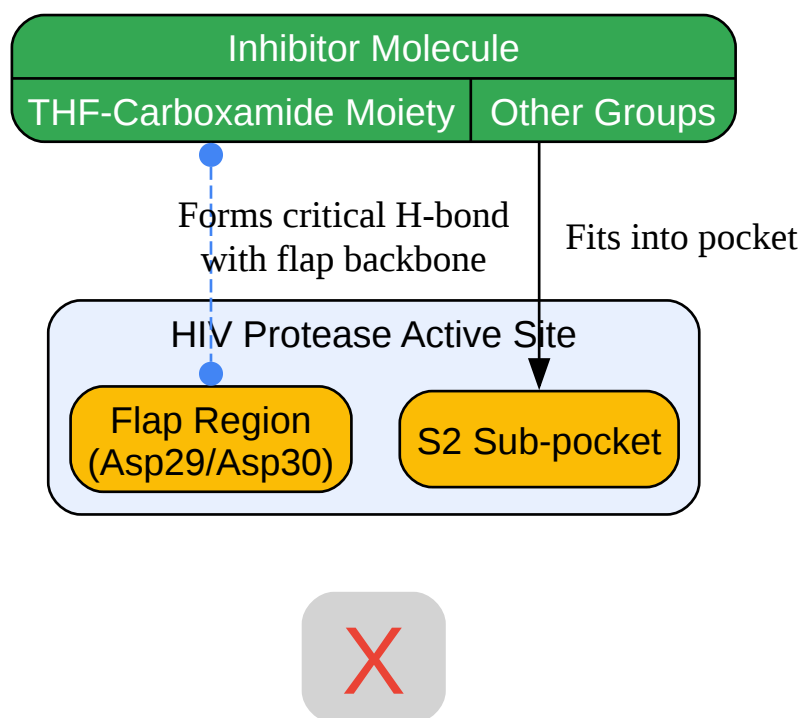 Inhibitor Molecule
THF-Carboxamide Moiety
Other Groups
Forms critical H-bond
with flap backbone
Fits into pocket
HIV Protease Active Site
Flap Region
(Asp29/Asp30)
S2 Sub-pocket
X